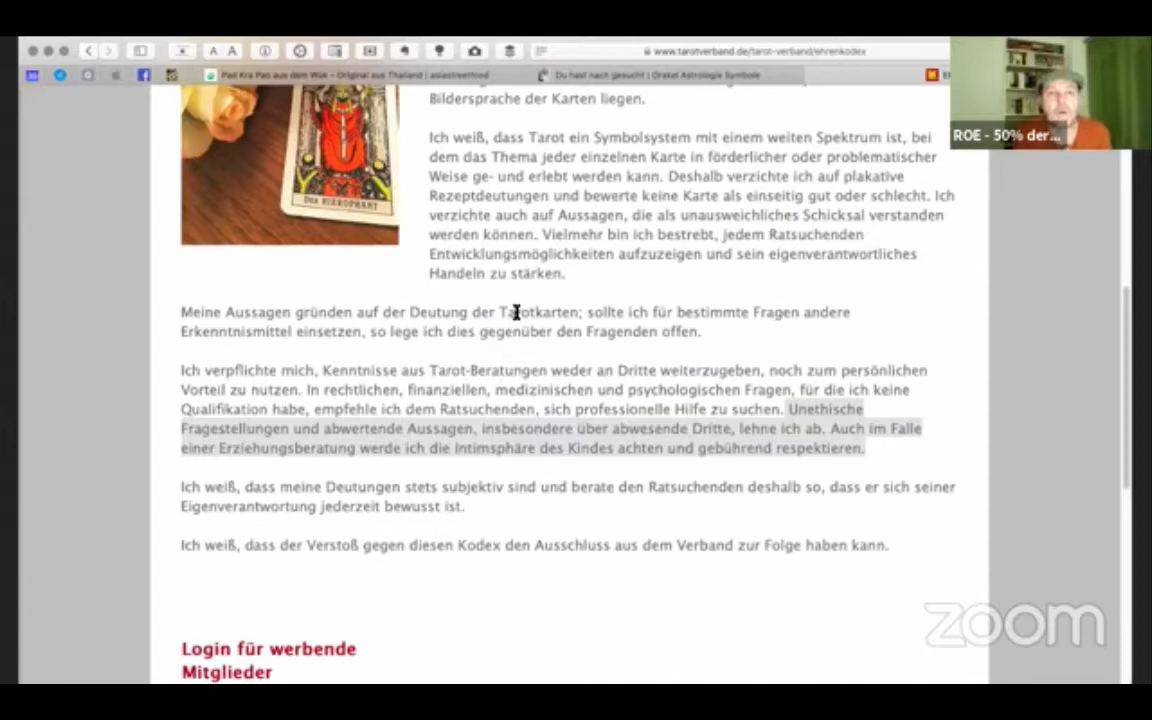 www.tarotverband.de/tarot-verband/ehrenkodex
Pad Kra Pao aus dem Wok – Original aus Thailand | asiastreetfood
Du hast nach gesucht | Orakel Astrologie Symbole
Bildersprache der Karten liegen.
ROE - 50% der...
Ich weiß, dass Tarot ein Symbolsystem mit einem weiten Spektrum ist, bei
dem das Thema jeder einzelnen Karte in förderlicher oder problematischer
Weise ge- und erlebt werden kann. Deshalb verzichte ich auf plakative
Rezeptdeutungen und bewerte keine Karte als einseitig gut oder schlecht. Ich
verzichte auch auf Aussagen, die als unausweichliches Schicksal verstanden
werden können. Vielmehr bin ich bestrebt, jedem Ratsuchenden
Entwicklungsmöglichkeiten aufzuzeigen und sein eigenverantwortliches
Handeln zu stärken.
DER HIEROPHANT
Meine Aussagen gründen auf der Deutung der Tarotkarten; sollte ich für bestimmte Fragen andere
Erkenntnismittel einsetzen, so lege ich dies gegenüber den Fragenden offen.
Ich verpflichte mich, Kenntnisse aus Tarot-Beratungen weder an Dritte weiterzugeben, noch zum persönlichen
Vorteil zu nutzen. In rechtlichen, finanziellen, medizinischen und psychologischen Fragen, für die ich keine
Qualifikation habe, empfehle ich dem Ratsuchenden, sich professionelle Hilfe zu suchen. Unethische
Fragestellungen und abwertende Aussagen, insbesondere über abwesende Dritte, lehne ich ab. Auch im Falle
einer Erziehungsberatung werde ich die Intimsphäre des Kindes achten und gebührend respektieren.
Ich weiß, dass meine Deutungen stets subjektiv sind und berate den Ratsuchenden deshalb so, dass er sich seiner
Eigenverantwortung jederzeit bewusst ist.
Ich weiß, dass der Verstoß gegen diesen Kodex den Ausschluss aus dem Verband zur Folge haben kann.
zoom
Login für werbende
Mitglieder